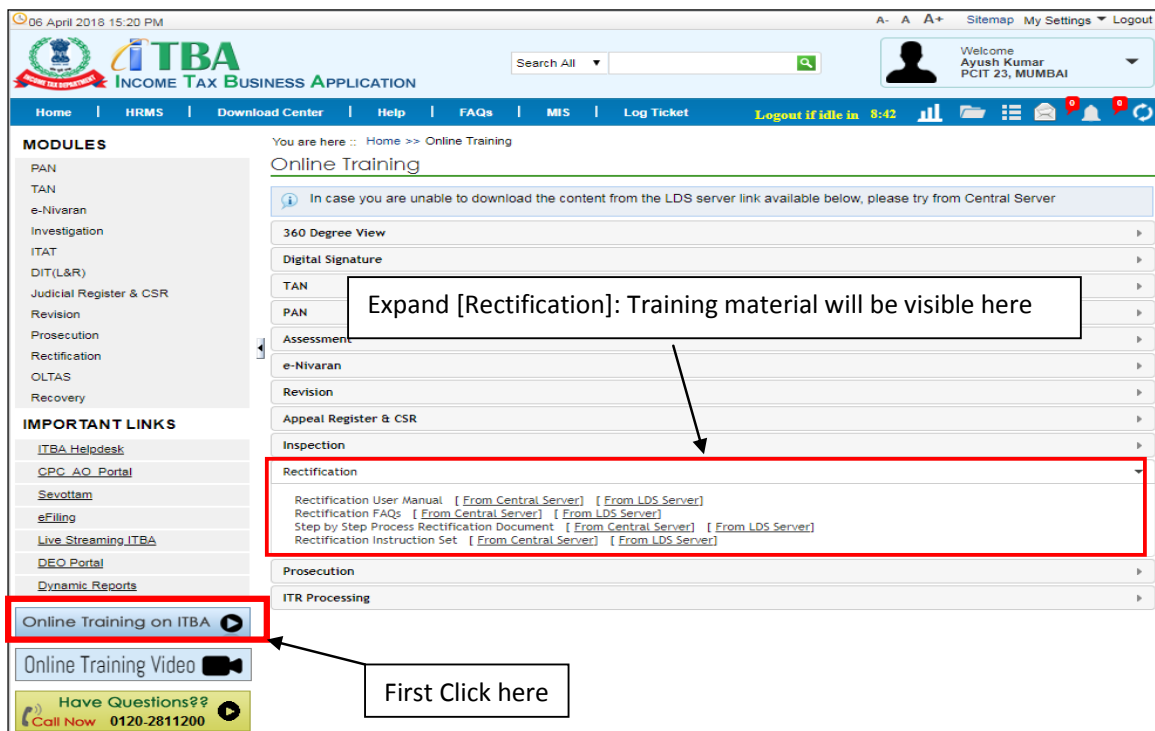 06 April 2018 15:20 PM
A- A A+ Sitemap My Settings Logout
iTBA
INCOME TAX BUSINESS APPLICATION
INCOME TAX DEPARTMENT
Search All
Welcome
Ayush Kumar
PCIT 23, MUMBAI
Home | HRMS | Download Center | Help | FAQs | MIS | Log Ticket
Logout if idle in 8:42
0
0
MODULES
PAN
TAN
e-Nivaran
Investigation
ITAT
DIT(L&R)
Judicial Register & CSR
Revision
Prosecution
Rectification
OLTAS
Recovery
IMPORTANT LINKS
ITBA Helpdesk
CPC AO Portal
Sevottam
eFiling
Live Streaming ITBA
DEO Portal
Dynamic Reports
Online Training on ITBA
Online Training Video
Have Questions??
Call Now 0120-2811200
You are here :: Home >> Online Training
Online Training
In case you are unable to download the content from the LDS server link available below, please try from Central Server
360 Degree View
Digital Signature
TAN
PAN
Assessment
e-Nivaran
Revision
Appeal Register & CSR
Inspection
Rectification
Rectification User Manual [ From Central Server] [ From LDS Server]
Rectification FAQs [ From Central Server] [ From LDS Server]
Step by Step Process Rectification Document [ From Central Server] [ From LDS Server]
Rectification Instruction Set [ From Central Server] [ From LDS Server]
Prosecution
ITR Processing
Expand [Rectification]: Training material will be visible here
First Click here